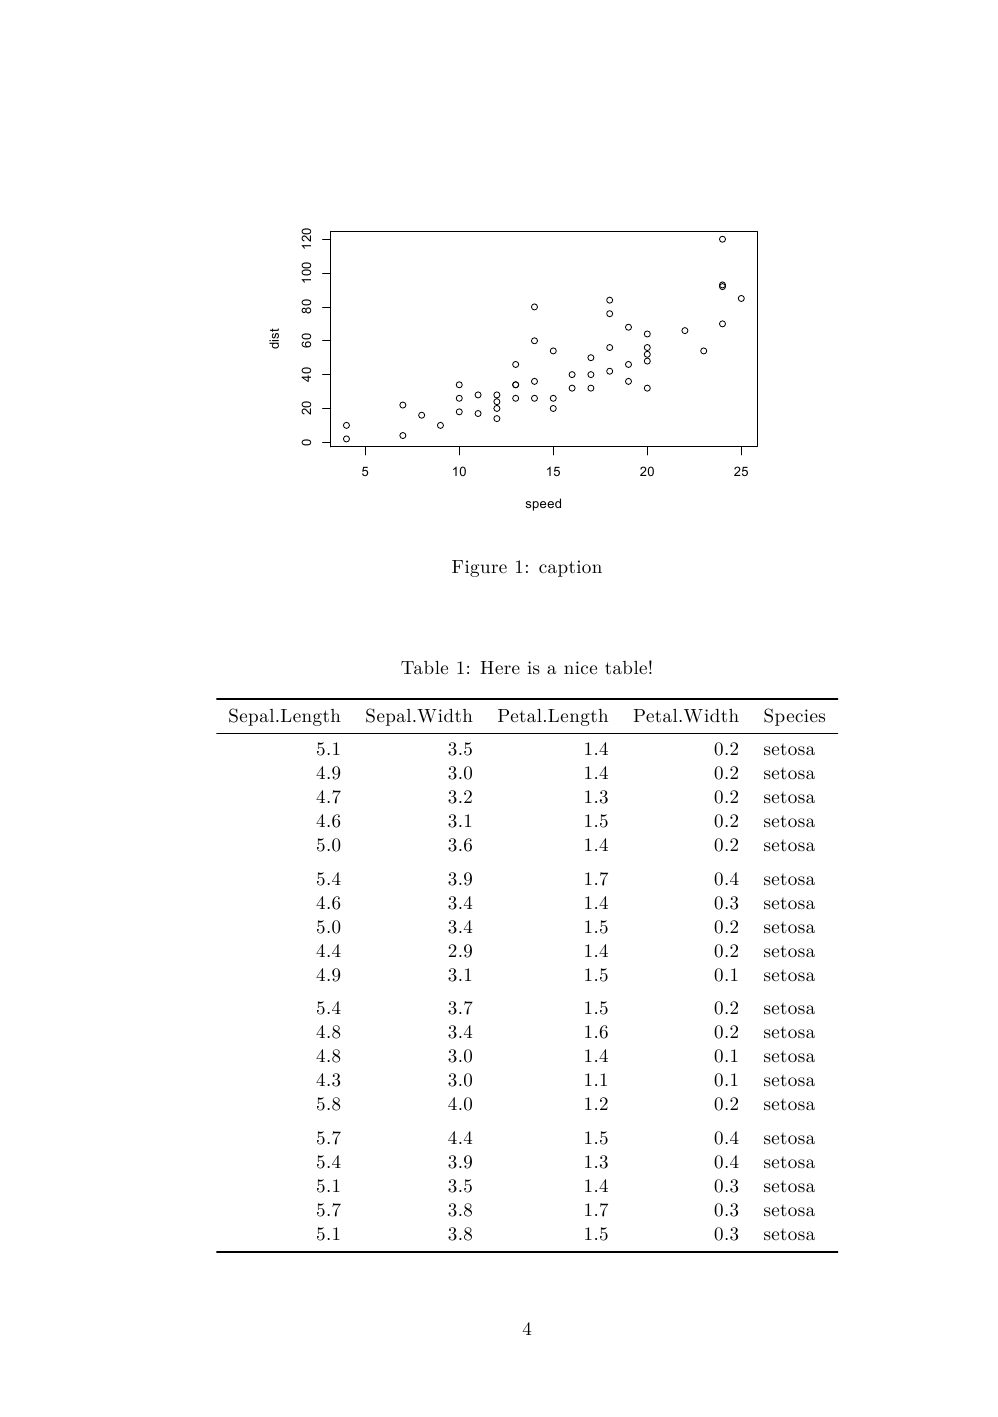 120
100
80
60
40
20
0
dist
5 10 15 20 25
speed
Figure 1: caption
Table 1: Here is a nice table!
Sepal.Length Sepal.Width Petal.Length Petal.Width Species
5.1 3.5 1.4 0.2 setosa
4.9 3.0 1.4 0.2 setosa
4.7 3.2 1.3 0.2 setosa
4.6 3.1 1.5 0.2 setosa
5.0 3.6 1.4 0.2 setosa
5.4 3.9 1.7 0.4 setosa
4.6 3.4 1.4 0.3 setosa
5.0 3.4 1.5 0.2 setosa
4.4 2.9 1.4 0.2 setosa
4.9 3.1 1.5 0.1 setosa
5.4 3.7 1.5 0.2 setosa
4.8 3.4 1.6 0.2 setosa
4.8 3.0 1.4 0.1 setosa
4.3 3.0 1.1 0.1 setosa
5.8 4.0 1.2 0.2 setosa
5.7 4.4 1.5 0.4 setosa
5.4 3.9 1.3 0.4 setosa
5.1 3.5 1.4 0.3 setosa
5.7 3.8 1.7 0.3 setosa
5.1 3.8 1.5 0.3 setosa
4